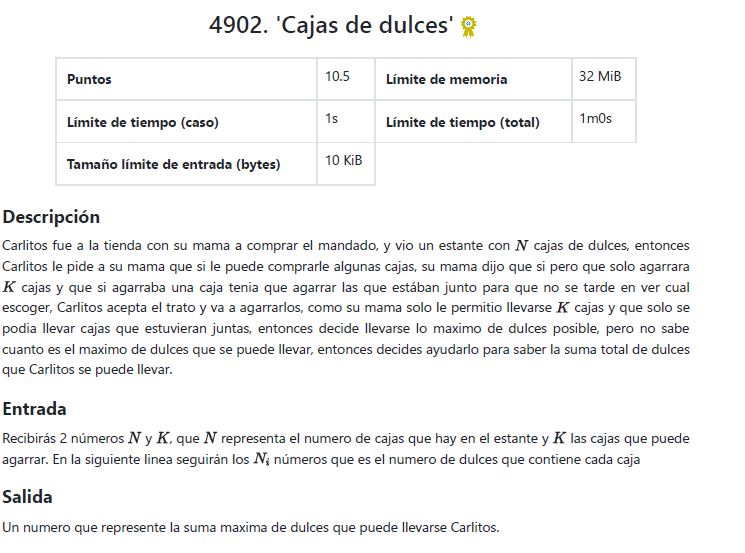 4902. 'Cajas de dulces'
Puntos 10.5 Límite de memoria 32 MiB
Límite de tiempo (caso) 1s Límite de tiempo (total) 1m0s
Tamaño límite de entrada (bytes) 10 KiB
Descripción
Carlitos fue a la tienda con su mama a comprar el mandado, y vio un estante con N cajas de dulces, entonces
Carlitos le pide a su mama que si le puede comprarle algunas cajas, su mama dijo que si pero que solo agarrara
K cajas y que si agarraba una caja tenia que agarrar las que estában junto para que no se tarde en ver cual
escoger, Carlitos acepta el trato y va a agarrarlos, como su mama solo le permitio llevarse K cajas y que solo se
podia llevar cajas que estuvieran juntas, entonces decide llevarse lo maximo de dulces posible, pero no sabe
cuanto es el maximo de dulces que se puede llevar, entonces decides ayudarlo para saber la suma total de dulces
que Carlitos se puede llevar.
Entrada
Recibirás 2 números N y K, que N representa el numero de cajas que hay en el estante y K las cajas que puede
agarrar. En la siguiente linea seguirán los N_i números que es el numero de dulces que contiene cada caja
Salida
Un numero que represente la suma maxima de dulces que puede llevarse Carlitos.